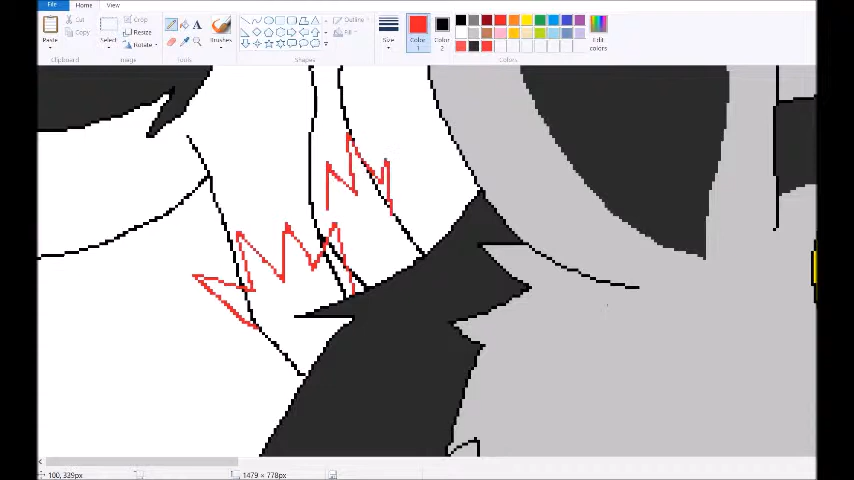 File Home View
Paste
Cut
Copy
Clipboard
Select
Crop
Resize
Rotate
Image
A
Tools
Brushes
Shapes
Outline
Fill
Size
Color 1
Color 2
Colors
Edit colors
100, 339px
1479 × 778px